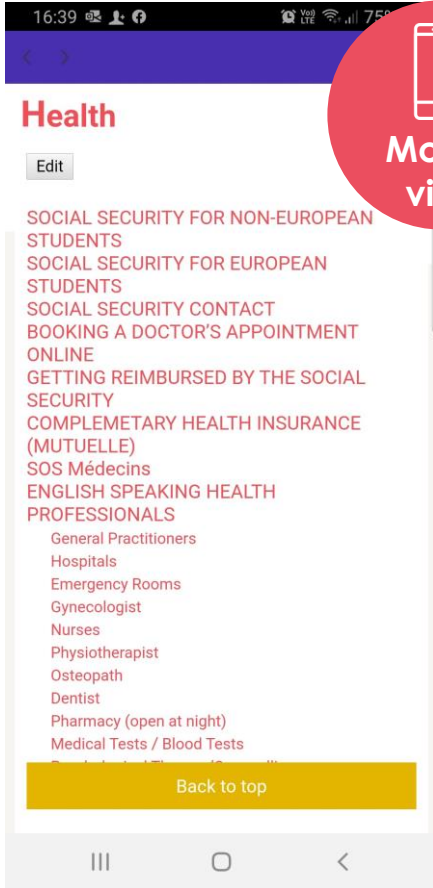 16:39
75
Health
Edit
SOCIAL SECURITY FOR NON-EUROPEAN
STUDENTS
SOCIAL SECURITY FOR EUROPEAN
STUDENTS
SOCIAL SECURITY CONTACT
BOOKING A DOCTOR'S APPOINTMENT
ONLINE
GETTING REIMBURSED BY THE SOCIAL
SECURITY
COMPLEMETARY HEALTH INSURANCE
(MUTUELLE)
SOS Médecins
ENGLISH SPEAKING HEALTH
PROFESSIONALS
General Practitioners
Hospitals
Emergency Rooms
Gynecologist
Nurses
Physiotherapist
Osteopath
Dentist
Pharmacy (open at night)
Medical Tests / Blood Tests
Back to top